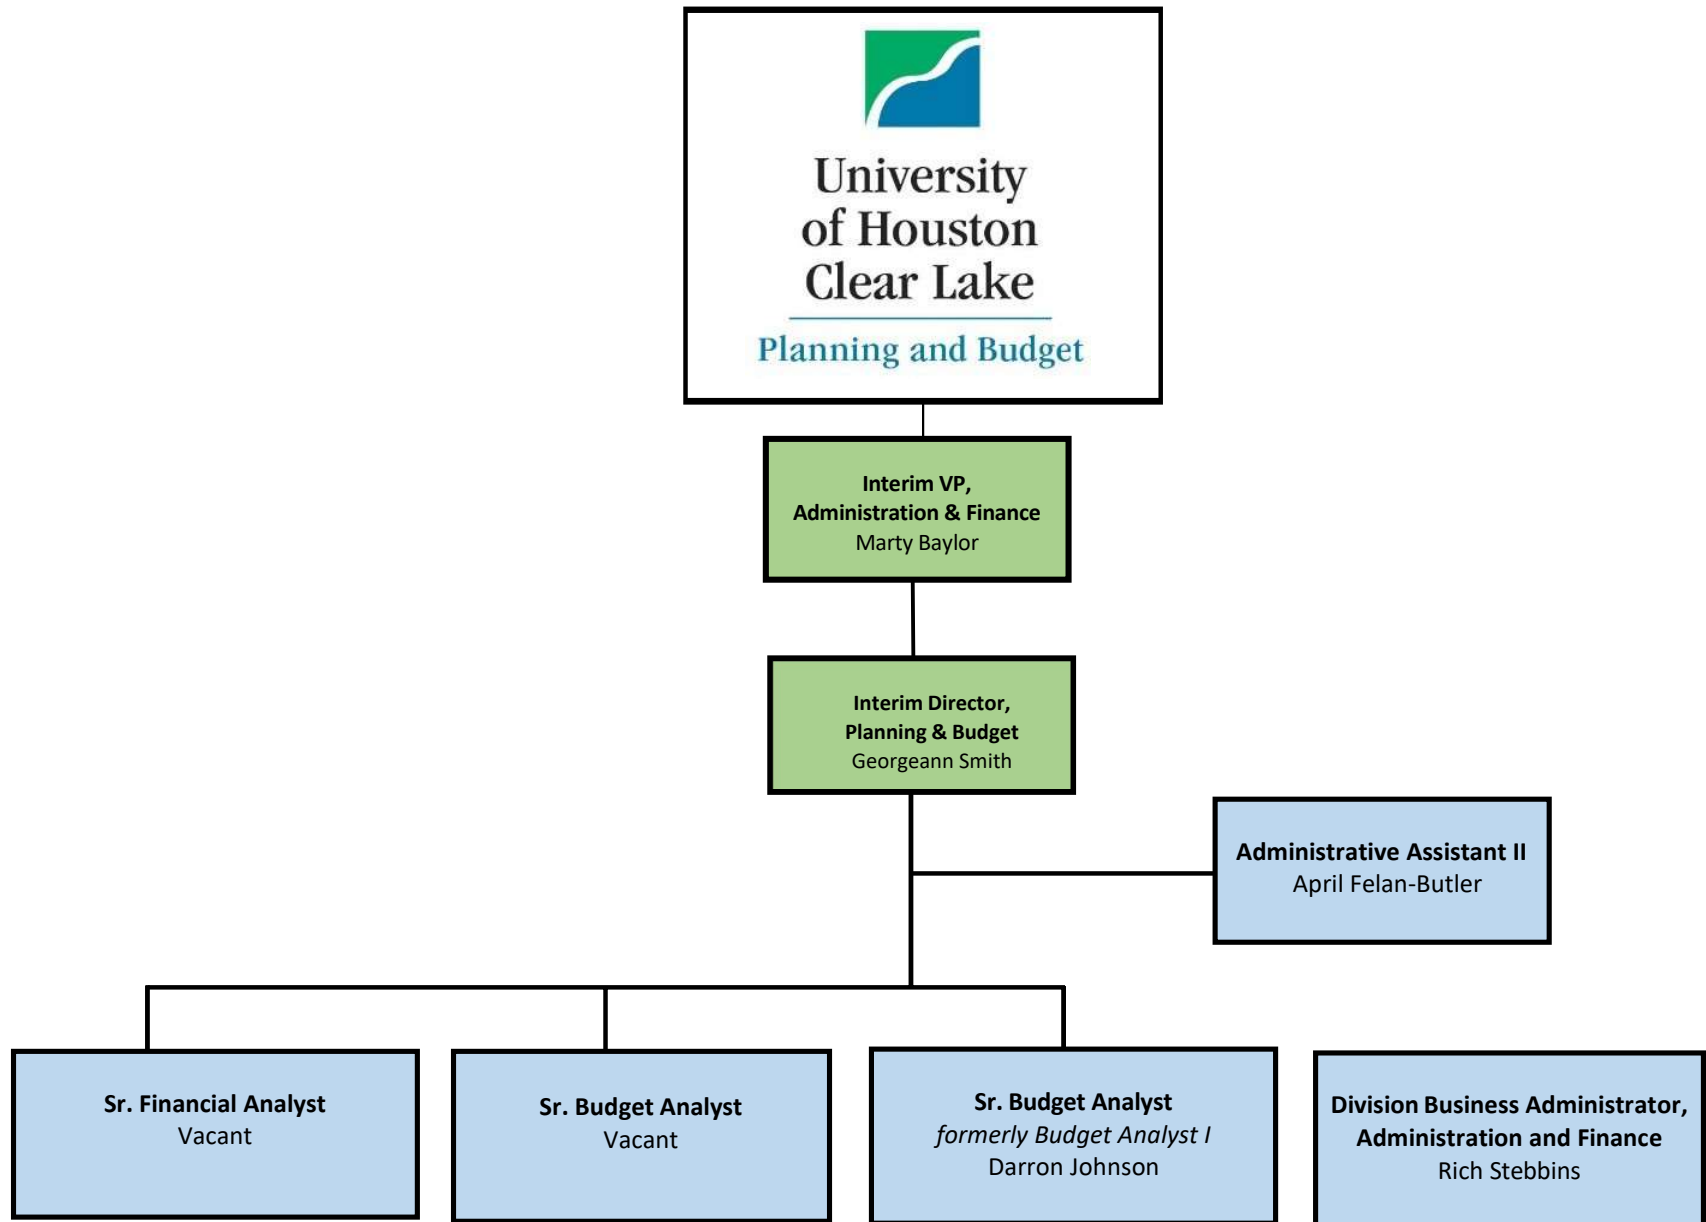 University
of Houston
Clear Lake
Planning and Budget
Interim VP,
Administration & Finance
Marty Baylor
Interim Director,
Planning & Budget
Georgeann Smith
Administrative Assistant II
April Felan-Butler
Sr. Financial Analyst
Vacant
Sr. Budget Analyst
Vacant
Sr. Budget Analyst
formerly Budget Analyst I
Darron Johnson
Division Business Administrator,
Administration and Finance
Rich Stebbins